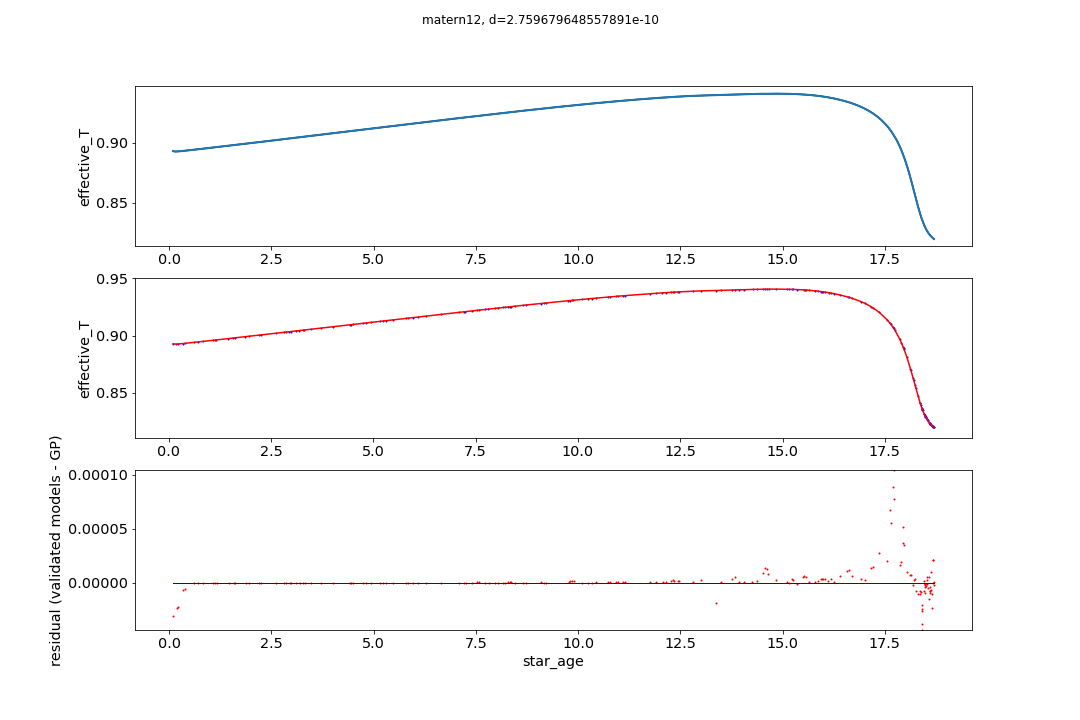 matern12, d=2.759679648557891e-10
effective_T
0.90
0.85
0.0 2.5 5.0 7.5 10.0 12.5 15.0 17.5
effective_T
0.95
0.90
0.85
0.0 2.5 5.0 7.5 10.0 12.5 15.0 17.5
residual (validated models - GP)
0.00010
0.00005
0.00000
0.0 2.5 5.0 7.5 10.0 12.5 15.0 17.5
star_age